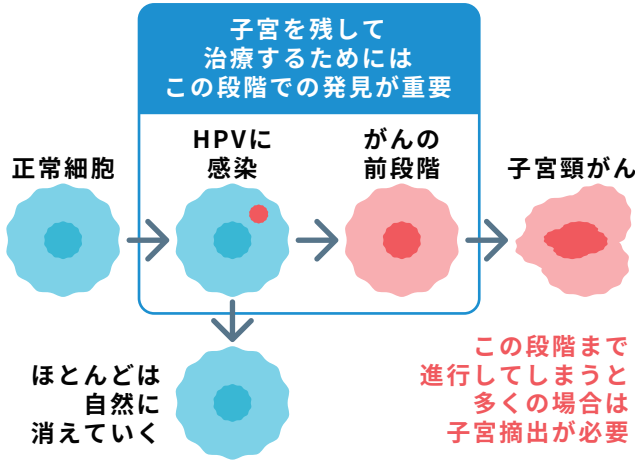 子宮を残して
治療するためには
この段階での発見が重要
正常細胞
HPVに
感染
がんの
前段階
子宮頸がん
ほとんどは
自然に
消えていく
この段階まで
進行してしまうと
多くの場合は
子宮摘出が必要